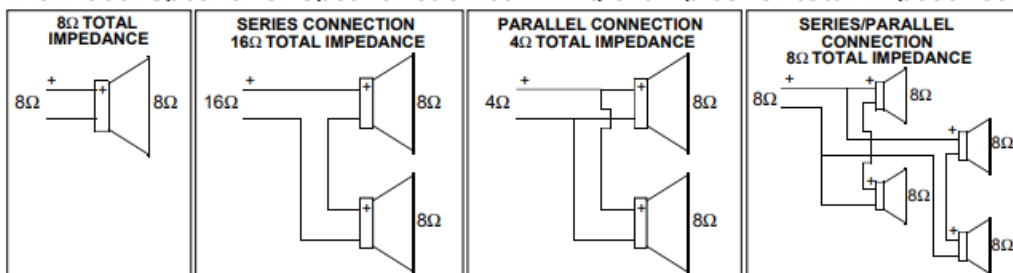 8Ω TOTAL
IMPEDANCE
+
8Ω
+
8Ω
SERIES CONNECTION
16Ω TOTAL IMPEDANCE
+
16Ω
+
8Ω
+
8Ω
PARALLEL CONNECTION
4Ω TOTAL IMPEDANCE
+
4Ω
+
8Ω
+
8Ω
SERIES/PARALLEL
CONNECTION
8Ω TOTAL IMPEDANCE
+
8Ω
+
8Ω
+
8Ω
+
8Ω
+
8Ω